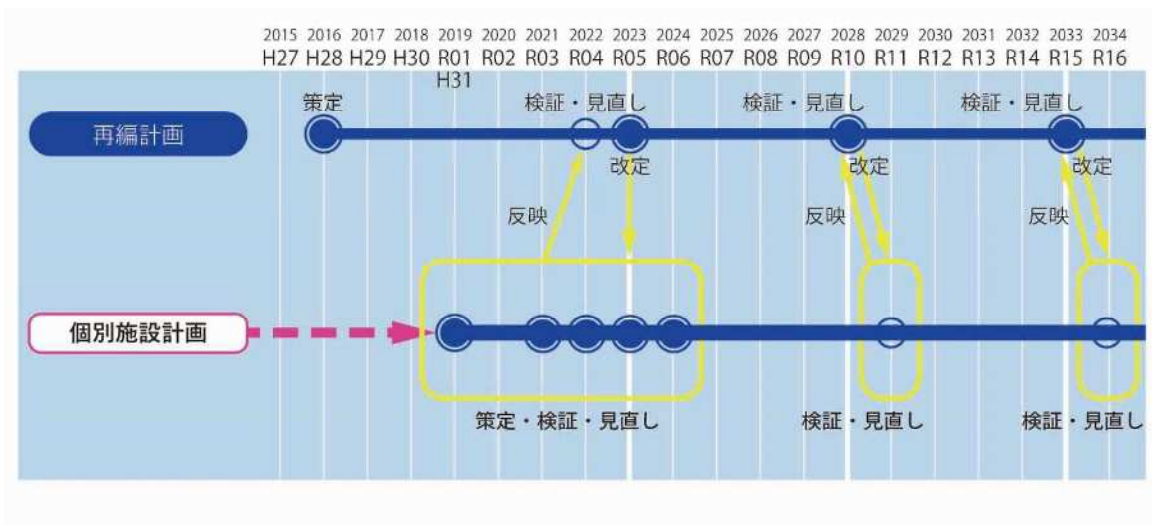 2015 2016 2017 2018 2019 2020 2021 2022 2023 2024 2025 2026 2027 2028 2029 2030 2031 2032 2033 2034
H27 H28 H29 H30 R01 R02 R03 R04 R05 R06 R07 R08 R09 R10 R11 R12 R13 R14 R15 R16
H31
策定 検証・見直し 検証・見直し 検証・見直し
再編計画
改定 改定 改定
反映 反映 反映
個別施設計画
策定・検証・見直し 検証・見直し 検証・見直し